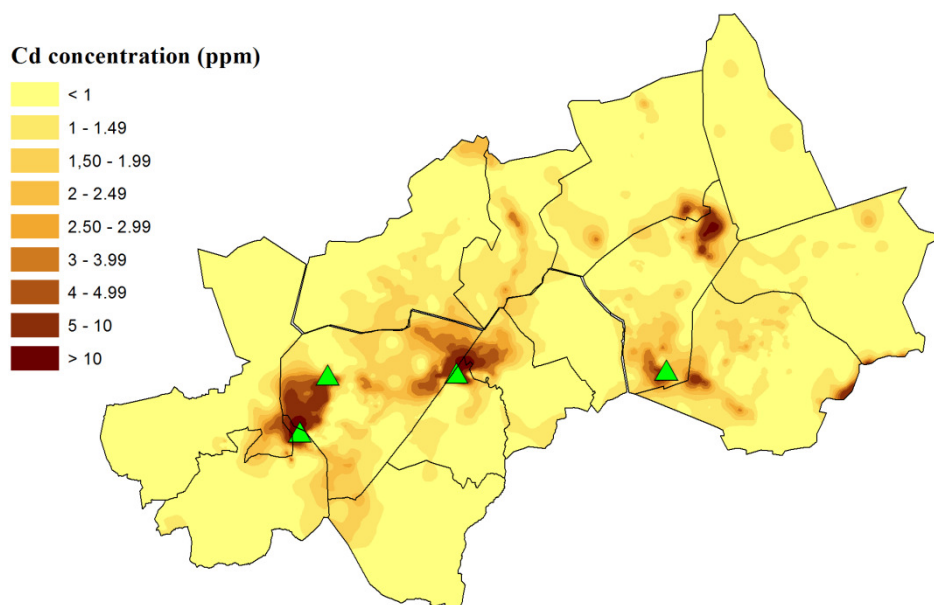 Cd concentration (ppm)
< 1
1 - 1.49
1,50 - 1.99
2 - 2.49
2.50 - 2.99
3 - 3.99
4 - 4.99
5 - 10
> 10